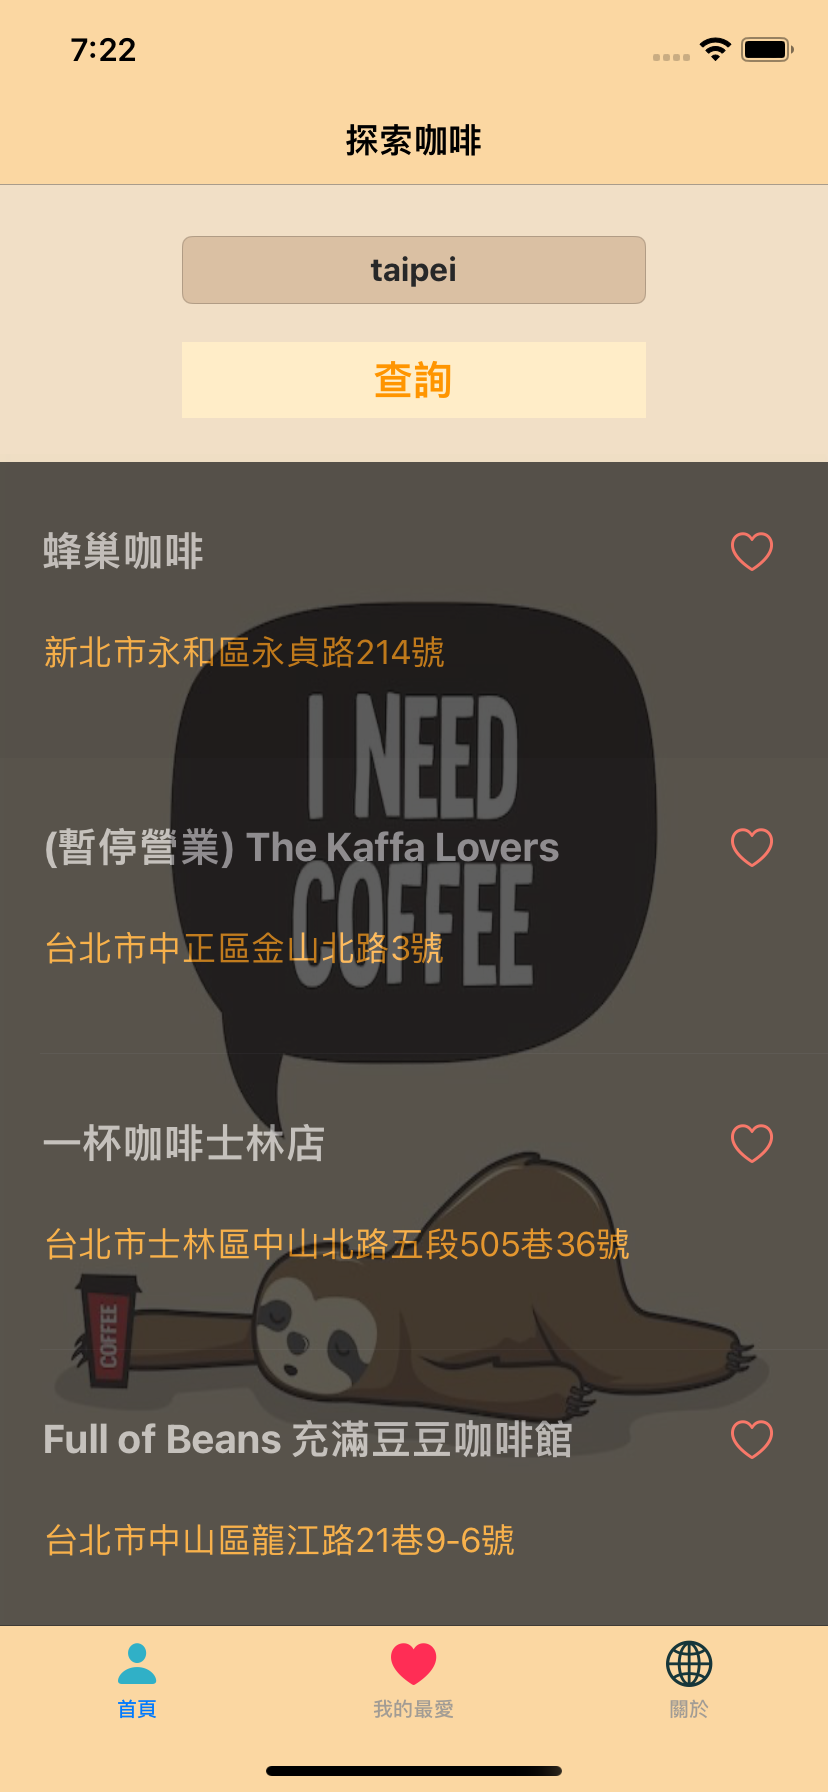 7:22
探索咖啡
taipei
查詢
蜂巢咖啡
新北市永和區永貞路214號
I NEED
COFFEE
(暫停營業) The Kaffa Lovers
台北市中正區金山北路3號
一杯咖啡士林店
台北市士林區中山北路五段505巷36號
COFFEE
Full of Beans 充滿豆豆咖啡館
台北市中山區龍江路21巷9-6號
首頁
我的最愛
關於